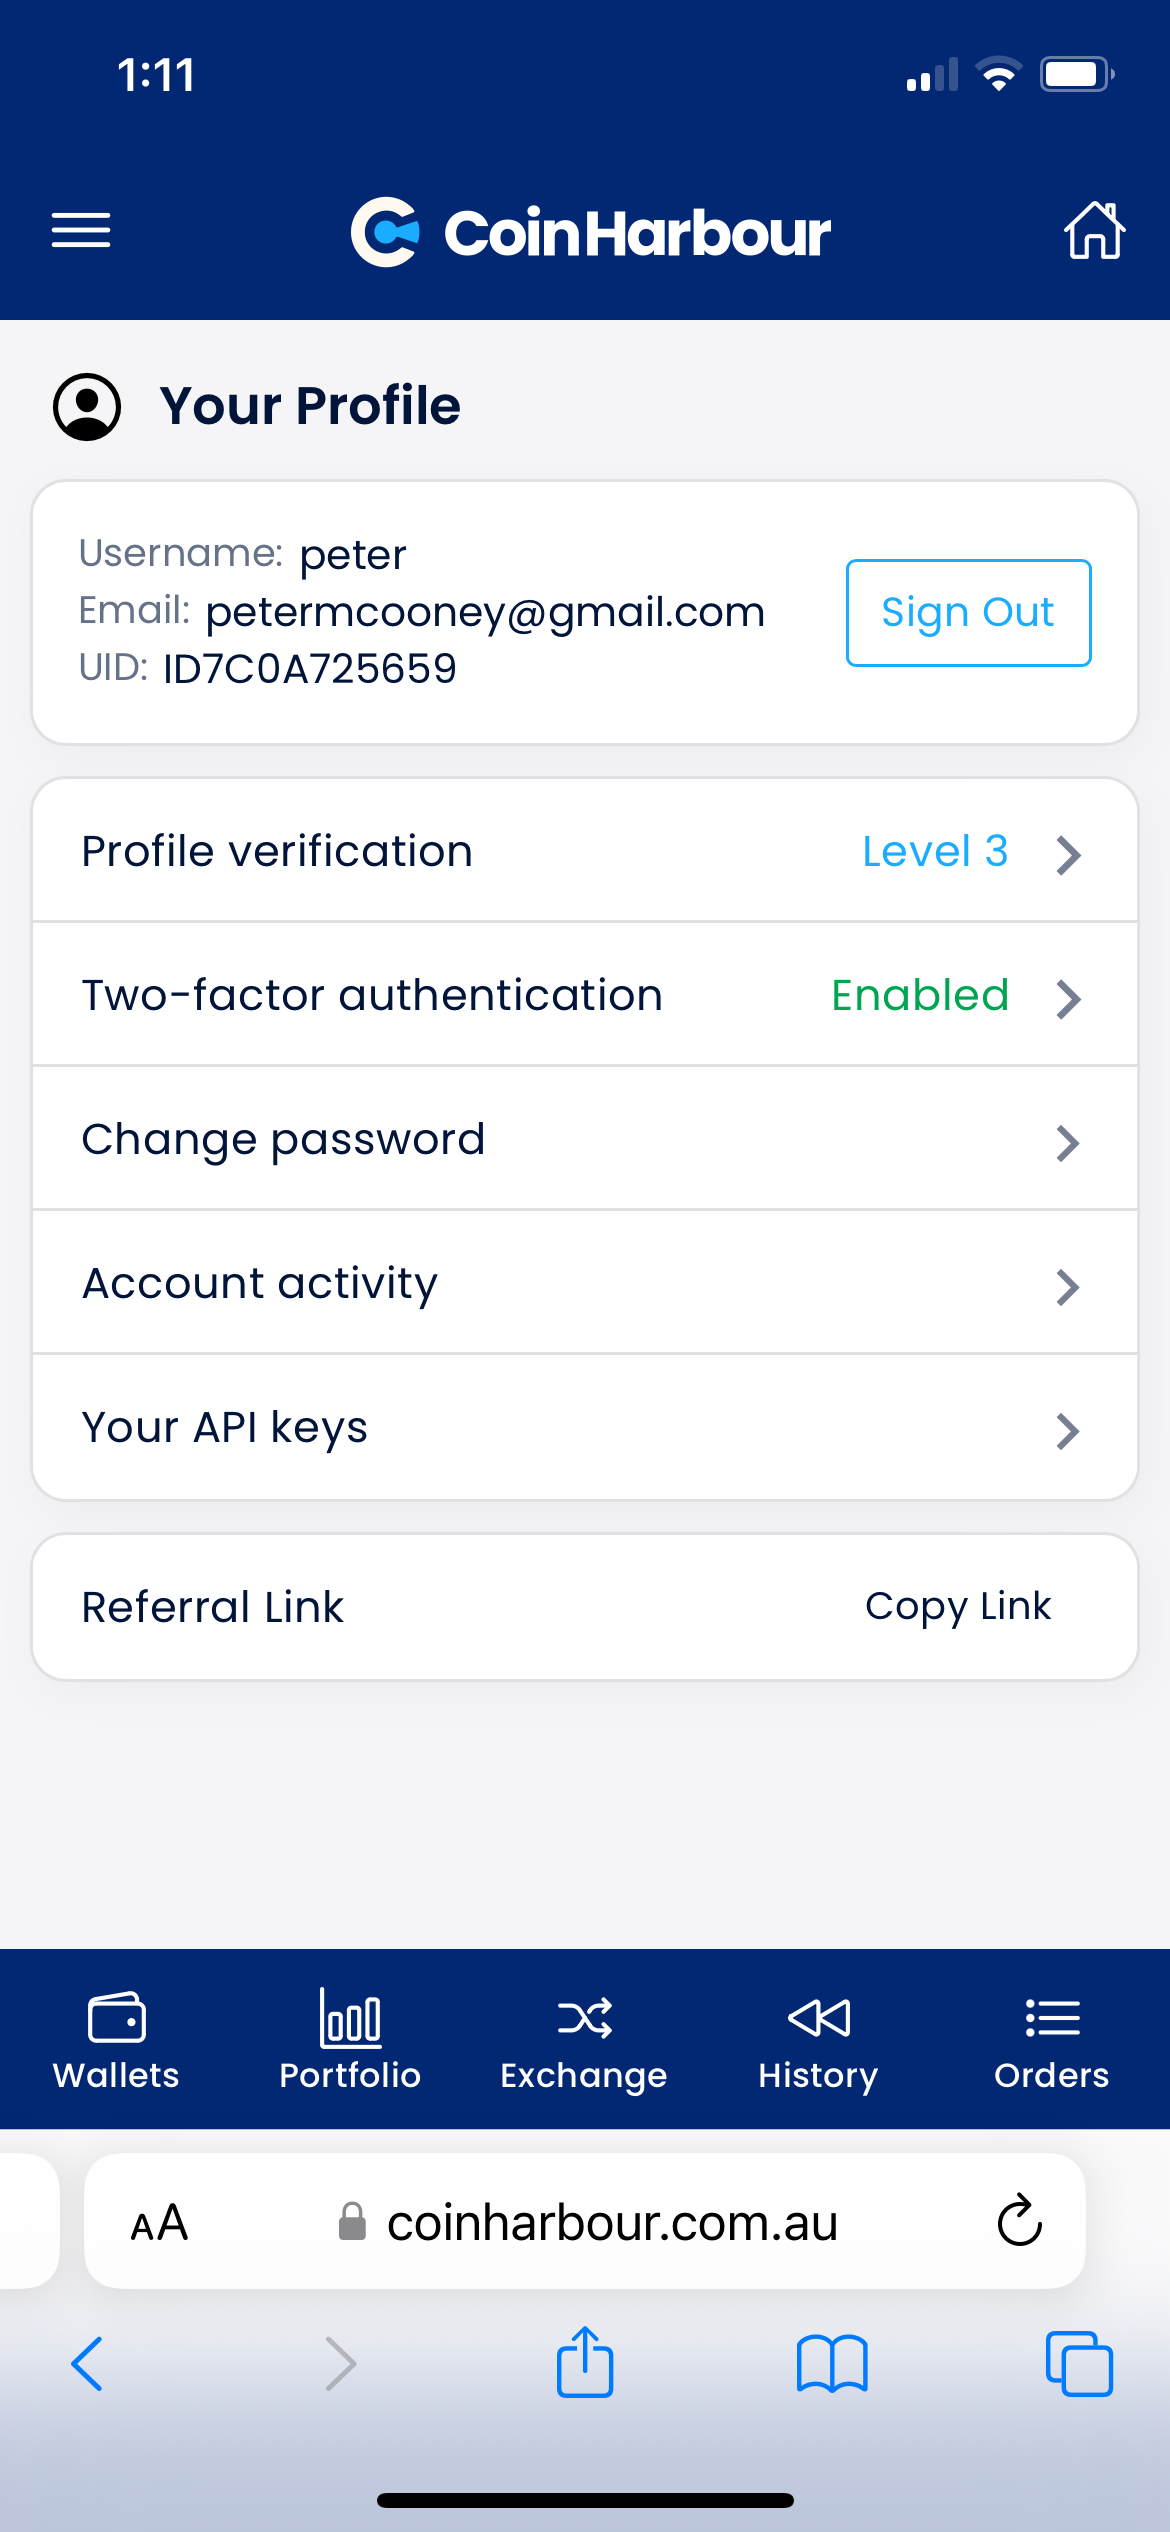 1:11
CoinHarbour
Your Profile
Username: peter
Email: petermcooney@gmail.com
UID: ID7C0A725659
Sign Out
Profile verification Level 3
Two-factor authentication Enabled
Change password
Account activity
Your API keys
Referral Link Copy Link
Wallets Portfolio Exchange History Orders
AA coinharbour.com.au